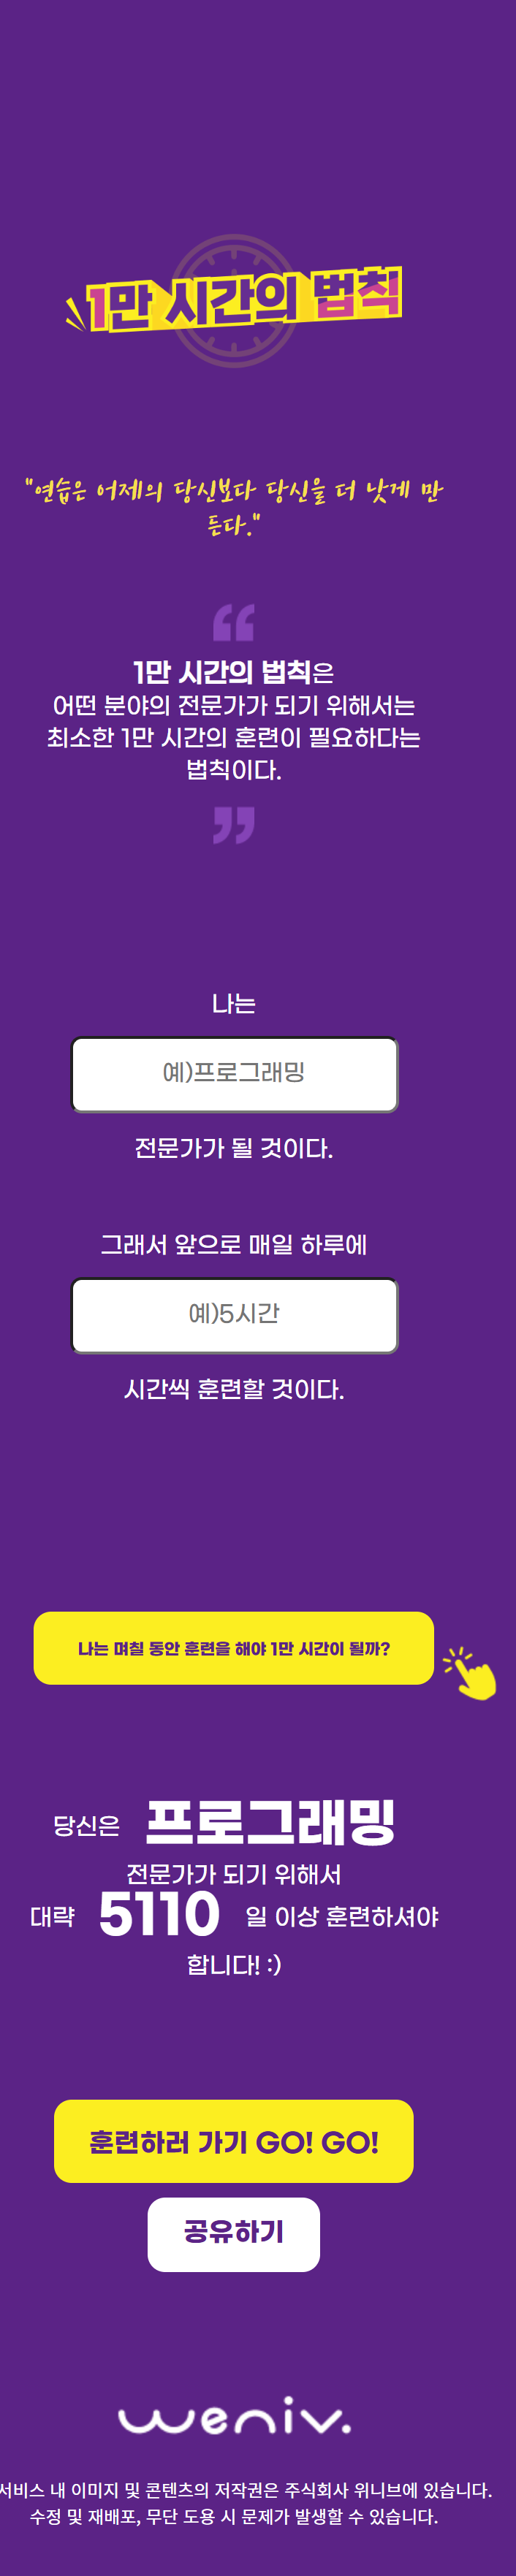 1만 시간의 법칙
"연습은 어제의 당신보다 당신을 더 낫게 만
든다."
1만 시간의 법칙은
어떤 분야의 전문가가 되기 위해서는
최소한 1만 시간의 훈련이 필요하다는
법칙이다.
나는
예)프로그래밍
전문가가 될 것이다.
그래서 앞으로 매일 하루에
예)5시간
시간씩 훈련할 것이다.
나는 며칠 동안 훈련을 해야 1만 시간이 될까?
당신은 프로그래밍
전문가가 되기 위해서
대략 5110 일 이상 훈련하셔야
합니다! :)
훈련하러 가기 GO! GO!
공유하기
weniv.
서비스 내 이미지 및 콘텐츠의 저작권은 주식회사 위니브에 있습니다.
수정 및 재배포, 무단 도용 시 문제가 발생할 수 있습니다.